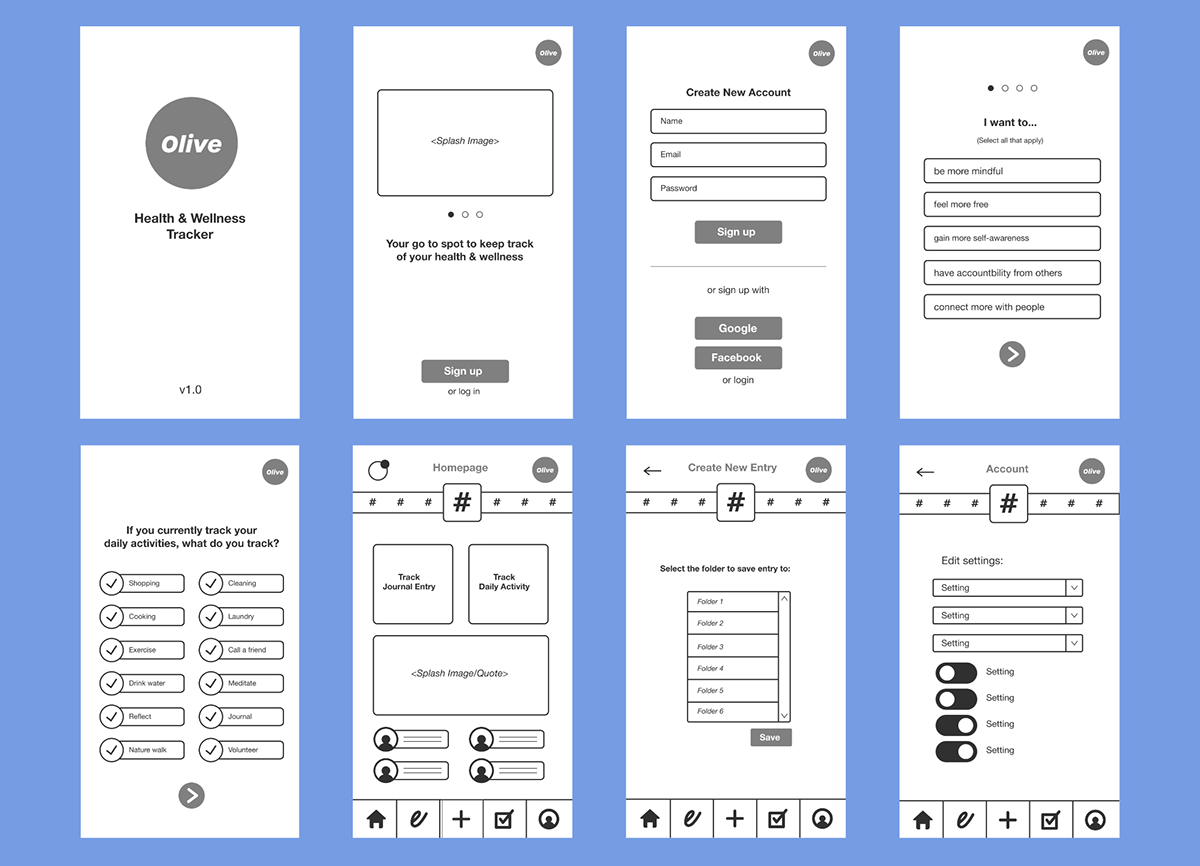 Olive
Health & Wellness
Tracker
v1.0
Olive
<Splash Image>
Your go to spot to keep track
of your health & wellness
Sign up
or log in
Olive
Create New Account
Name
Email
Password
Sign up
or sign up with
Google
Facebook
or login
Olive
I want to...
(Select all that apply)
be more mindful
feel more free
gain more self-awareness
have accountbility from others
connect more with people
Olive
If you currently track your
daily activities, what do you track?
Shopping
Cleaning
Cooking
Laundry
Exercise
Call a friend
Drink water
Meditate
Reflect
Journal
Nature walk
Volunteer
Homepage
Olive
# # # # # # #
Track
Journal Entry
Track
Daily Activity
<Splash Image/Quote>
e
Create New Entry
Olive
# # # # # # #
Select the folder to save entry to:
Folder 1
Folder 2
Folder 3
Folder 4
Folder 5
Folder 6
Save
e
Account
Olive
# # # # # # #
Edit settings:
Setting
Setting
Setting
Setting
Setting
Setting
Setting
e